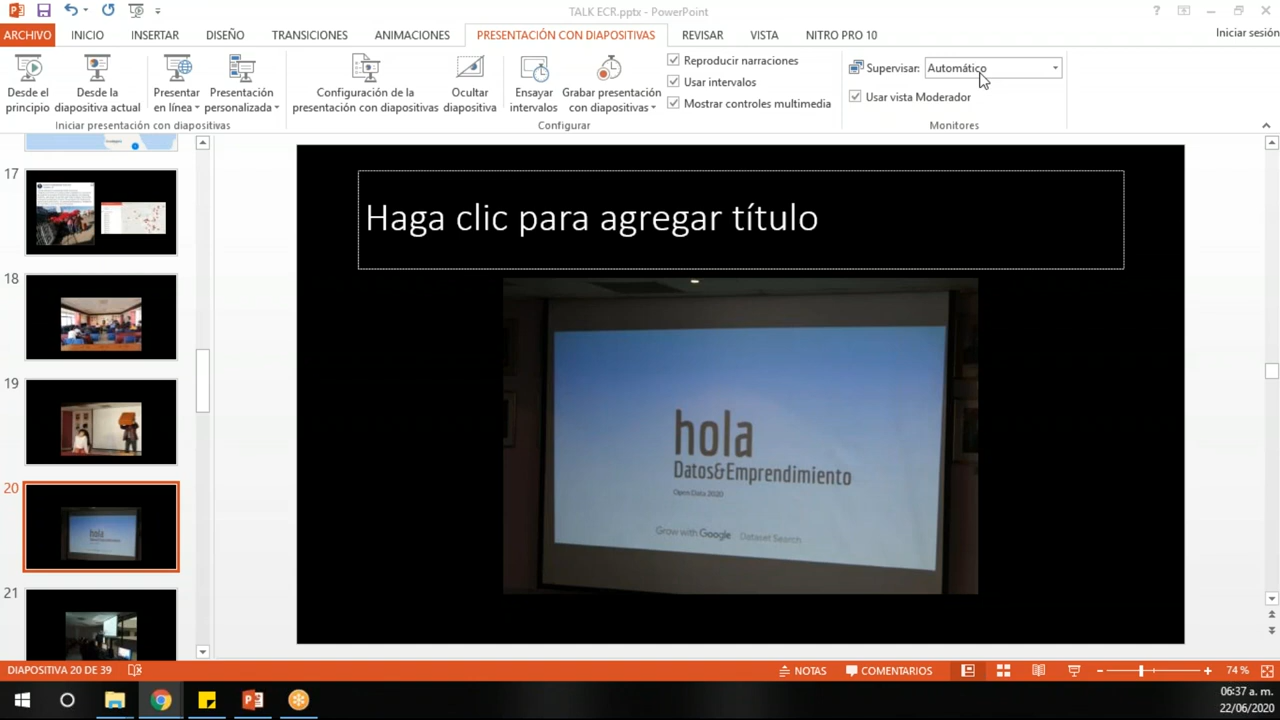 TALK ECR.pptx - PowerPoint
ARCHIVO INICIO INSERTAR DISEÑO TRANSICIONES ANIMACIONES PRESENTACIÓN CON DIAPOSITIVAS REVISAR VISTA NITRO PRO 10 Iniciar sesión
Desde el principio
Desde la diapositiva actual
Presentar en línea
Presentación personalizada
Iniciar presentación con diapositivas
Configuración de la presentación con diapositivas
Ocultar diapositiva
Ensayar intervalos
Grabar presentación con diapositivas
Reproducir narraciones
Usar intervalos
Mostrar controles multimedia
Configurar
Supervisar: Automático
Usar vista Moderador
Monitores
17
18
19
20
21
Haga clic para agregar título
hola
Datos&Emprendimiento
Open Data 2020
Grow with Google Dataset Search
DIAPOSITIVA 20 DE 39 NOTAS COMENTARIOS 74 %
06:37 a. m.
22/06/2020